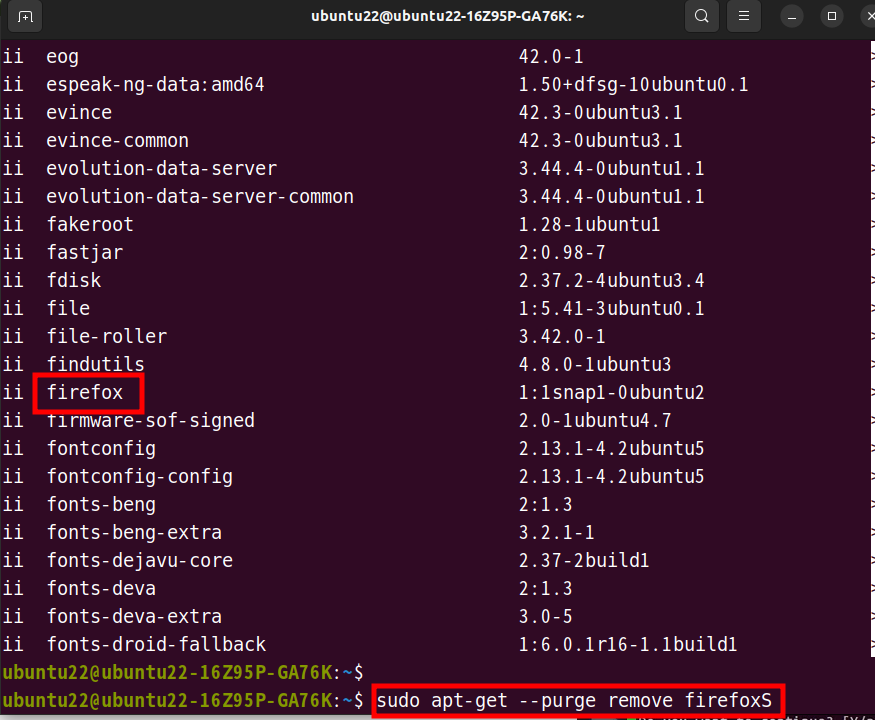 ubuntu22@ubuntu22-16Z95P-GA76K: ~
ii eog 42.0-1
ii espeak-ng-data:amd64 1.50+dfsg-10ubuntu0.1
ii evince 42.3-0ubuntu3.1
ii evince-common 42.3-0ubuntu3.1
ii evolution-data-server 3.44.4-0ubuntu1.1
ii evolution-data-server-common 3.44.4-0ubuntu1.1
ii fakeroot 1.28-1ubuntu1
ii fastjar 2:0.98-7
ii fdisk 2.37.2-4ubuntu3.4
ii file 1:5.41-3ubuntu0.1
ii file-roller 3.42.0-1
ii findutils 4.8.0-1ubuntu3
ii firefox 1:1snap1-0ubuntu2
ii firmware-sof-signed 2.0-1ubuntu4.7
ii fontconfig 2.13.1-4.2ubuntu5
ii fontconfig-config 2.13.1-4.2ubuntu5
ii fonts-beng 2:1.3
ii fonts-beng-extra 3.2.1-1
ii fonts-dejavu-core 2.37-2build1
ii fonts-deva 2:1.3
ii fonts-deva-extra 3.0-5
ii fonts-droid-fallback 1:6.0.1r16-1.1build1
ubuntu22@ubuntu22-16Z95P-GA76K:~$
ubuntu22@ubuntu22-16Z95P-GA76K:~$ sudo apt-get --purge remove firefoxS